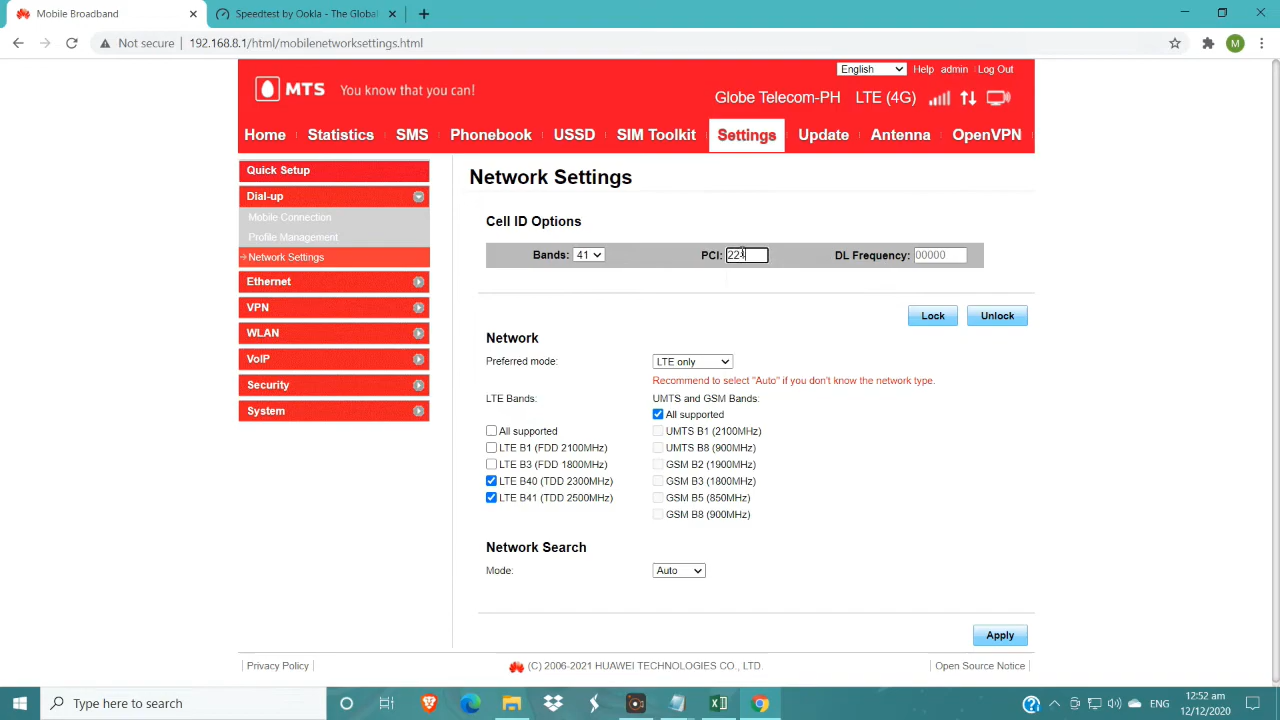 Mobile Broadband
Speedtest by Ookla - The Global
Not secure 192.168.8.1/html/mobilenetworksettings.html
M
English Help admin Log Out
MTS You know that you can!
Globe Telecom-PH LTE (4G)
Home Statistics SMS Phonebook USSD SIM Toolkit Settings Update Antenna OpenVPN
Quick Setup
Dial-up
Mobile Connection
Profile Management
Network Settings
Ethernet
VPN
WLAN
VoIP
Security
System
Network Settings
Cell ID Options
Bands: 41 PCI: DL Frequency: 00000
Lock Unlock
Network
Preferred mode: LTE only
Recommend to select "Auto" if you don't know the network type.
LTE Bands: UMTS and GSM Bands:
All supported
All supported UMTS B1 (2100MHz)
LTE B1 (FDD 2100MHz) UMTS B8 (900MHz)
LTE B3 (FDD 1800MHz) GSM B2 (1900MHz)
LTE B40 (TDD 2300MHz) GSM B3 (1800MHz)
LTE B41 (TDD 2500MHz) GSM B5 (850MHz)
GSM B8 (900MHz)
Network Search
Mode: Auto
Apply
Privacy Policy (C) 2006-2021 HUAWEI TECHNOLOGIES CO., LTD. Open Source Notice
Type here to search
ENG
12:52 am
12/12/2020